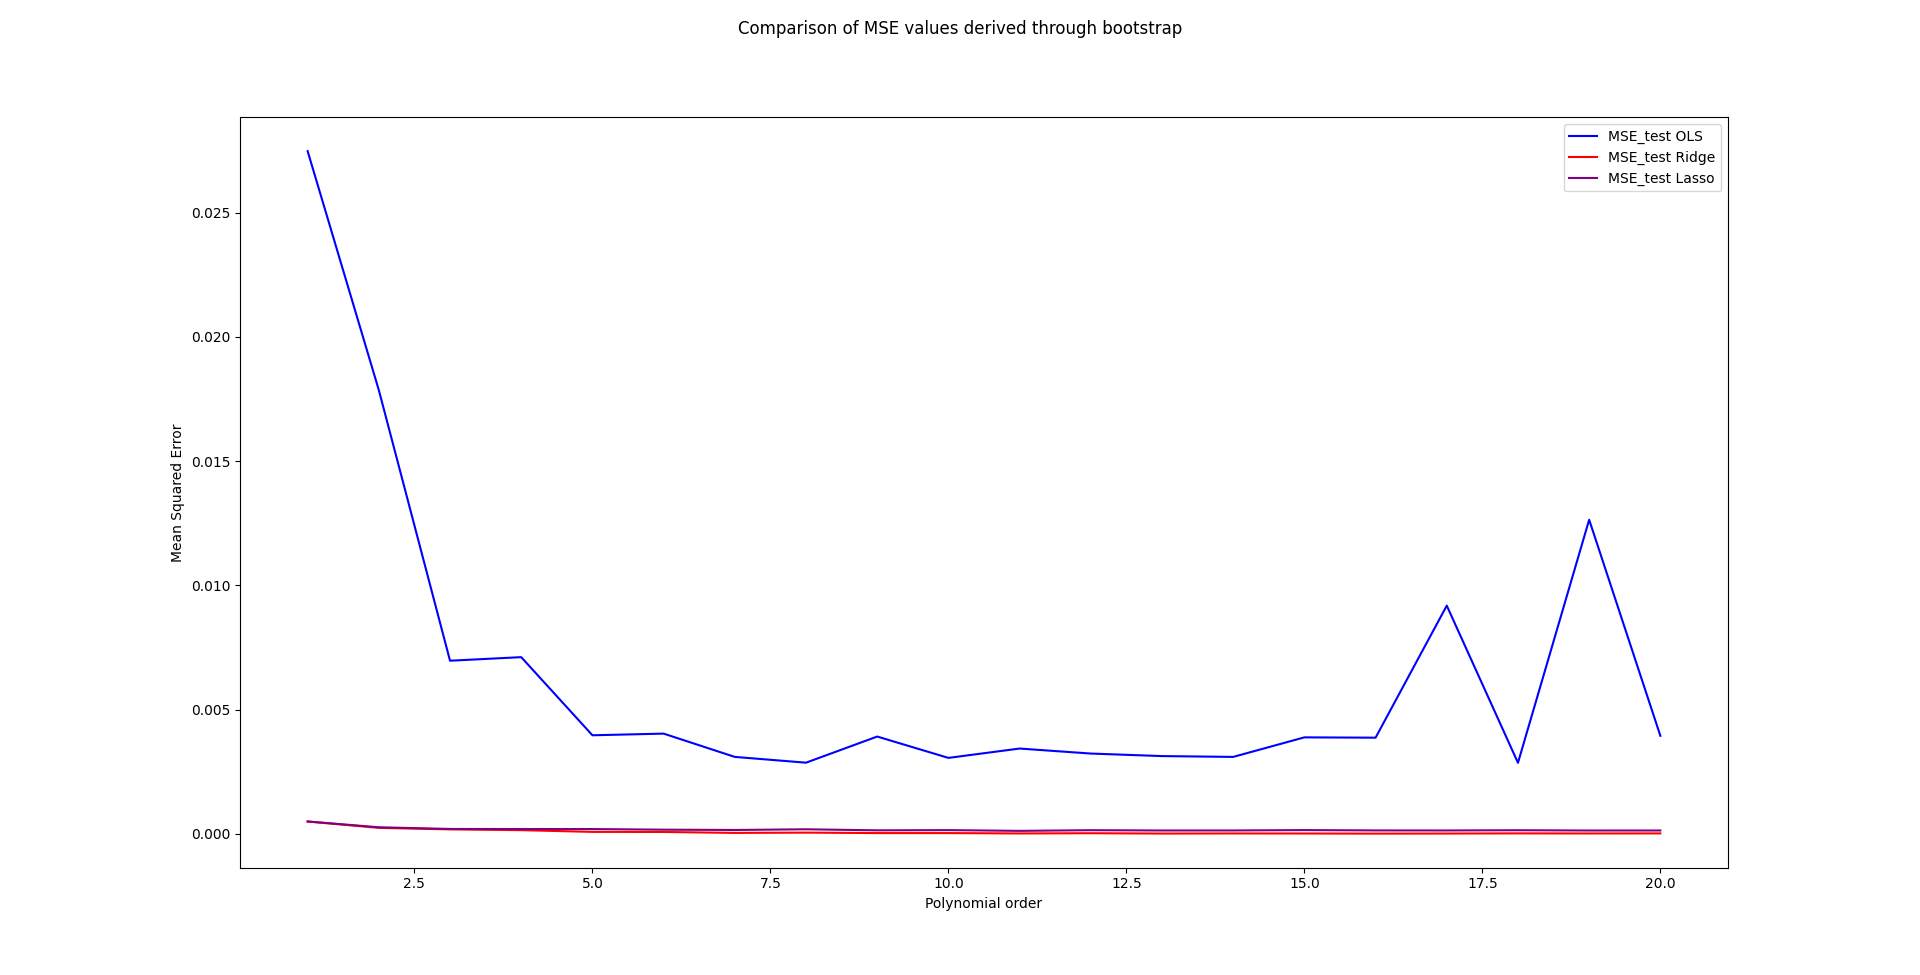 Comparison of MSE values derived through bootstrap
MSE_test OLS
MSE_test Ridge
MSE_test Lasso
Mean Squared Error
0.025
0.020
0.015
0.010
0.005
0.000
2.5 5.0 7.5 10.0 12.5 15.0 17.5 20.0
Polynomial order